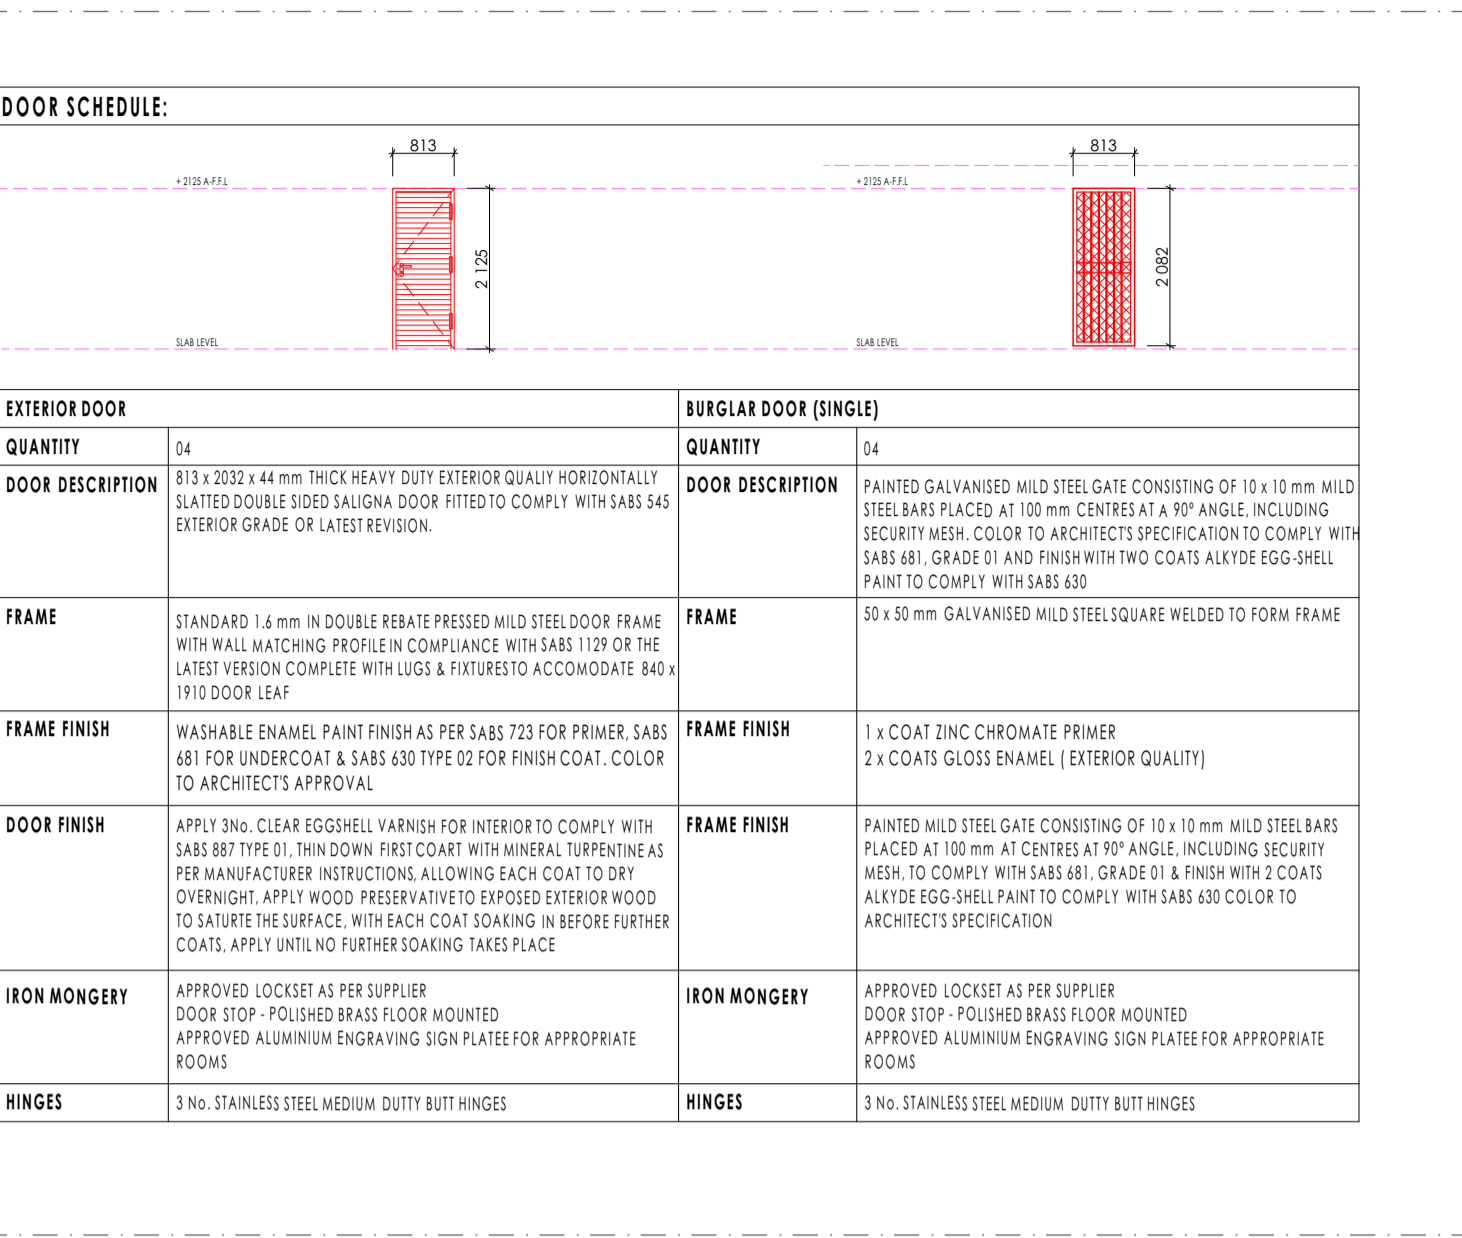 DOOR SCHEDULE:
813
+ 2125 A-F.F.L
2 125
SLAB LEVEL
813
+ 2125 A-F.F.L
2 082
SLAB LEVEL
EXTERIOR DOOR
QUANTITY
04
DOOR DESCRIPTION
813 x 2032 x 44 mm THICK HEAVY DUTY EXTERIOR QUALIY HORIZONTALLY
SLATTED DOUBLE SIDED SALIGNA DOOR FITTED TO COMPLY WITH SABS 545
EXTERIOR GRADE OR LATEST REVISION.
FRAME
STANDARD 1.6 mm IN DOUBLE REBATE PRESSED MILD STEEL DOOR FRAME
WITH WALL MATCHING PROFILE IN COMPLIANCE WITH SABS 1129 OR THE
LATEST VERSION COMPLETE WITH LUGS & FIXTURES TO ACCOMODATE 840 x
1910 DOOR LEAF
FRAME FINISH
WASHABLE ENAMEL PAINT FINISH AS PER SABS 723 FOR PRIMER, SABS
681 FOR UNDERCOAT & SABS 630 TYPE 02 FOR FINISH COAT. COLOR
TO ARCHITECT'S APPROVAL
DOOR FINISH
APPLY 3No. CLEAR EGGSHELL VARNISH FOR INTERIOR TO COMPLY WITH
SABS 887 TYPE 01, THIN DOWN FIRST COART WITH MINERAL TURPENTINE AS
PER MANUFACTURER INSTRUCTIONS, ALLOWING EACH COAT TO DRY
OVERNIGHT, APPLY WOOD PRESERVATIVE TO EXPOSED EXTERIOR WOOD
TO SATURTE THE SURFACE, WITH EACH COAT SOAKING IN BEFORE FURTHER
COATS, APPLY UNTIL NO FURTHER SOAKING TAKES PLACE
IRON MONGERY
APPROVED LOCKSET AS PER SUPPLIER
DOOR STOP - POLISHED BRASS FLOOR MOUNTED
APPROVED ALUMINIUM ENGRAVING SIGN PLATEE FOR APPROPRIATE
ROOMS
HINGES
3 No. STAINLESS STEEL MEDIUM DUTTY BUTT HINGES
BURGLAR DOOR (SINGLE)
QUANTITY
04
DOOR DESCRIPTION
PAINTED GALVANISED MILD STEEL GATE CONSISTING OF 10 x 10 mm MILD
STEEL BARS PLACED AT 100 mm CENTRES AT A 90° ANGLE, INCLUDING
SECURITY MESH. COLOR TO ARCHITECT'S SPECIFICATION TO COMPLY WITH
SABS 681, GRADE 01 AND FINISH WITH TWO COATS ALKYDE EGG-SHELL
PAINT TO COMPLY WITH SABS 630
FRAME
50 x 50 mm GALVANISED MILD STEEL SQUARE WELDED TO FORM FRAME
FRAME FINISH
1 x COAT ZINC CHROMATE PRIMER
2 x COATS GLOSS ENAMEL ( EXTERIOR QUALITY)
FRAME FINISH
PAINTED MILD STEEL GATE CONSISTING OF 10 x 10 mm MILD STEEL BARS
PLACED AT 100 mm AT CENTRES AT 90° ANGLE, INCLUDING SECURITY
MESH, TO COMPLY WITH SABS 681, GRADE 01 & FINISH WITH 2 COATS
ALKYDE EGG-SHELL PAINT TO COMPLY WITH SABS 630 COLOR TO
ARCHITECT'S SPECIFICATION
IRON MONGERY
APPROVED LOCKSET AS PER SUPPLIER
DOOR STOP - POLISHED BRASS FLOOR MOUNTED
APPROVED ALUMINIUM ENGRAVING SIGN PLATEE FOR APPROPRIATE
ROOMS
HINGES
3 No. STAINLESS STEEL MEDIUM DUTTY BUTT HINGES